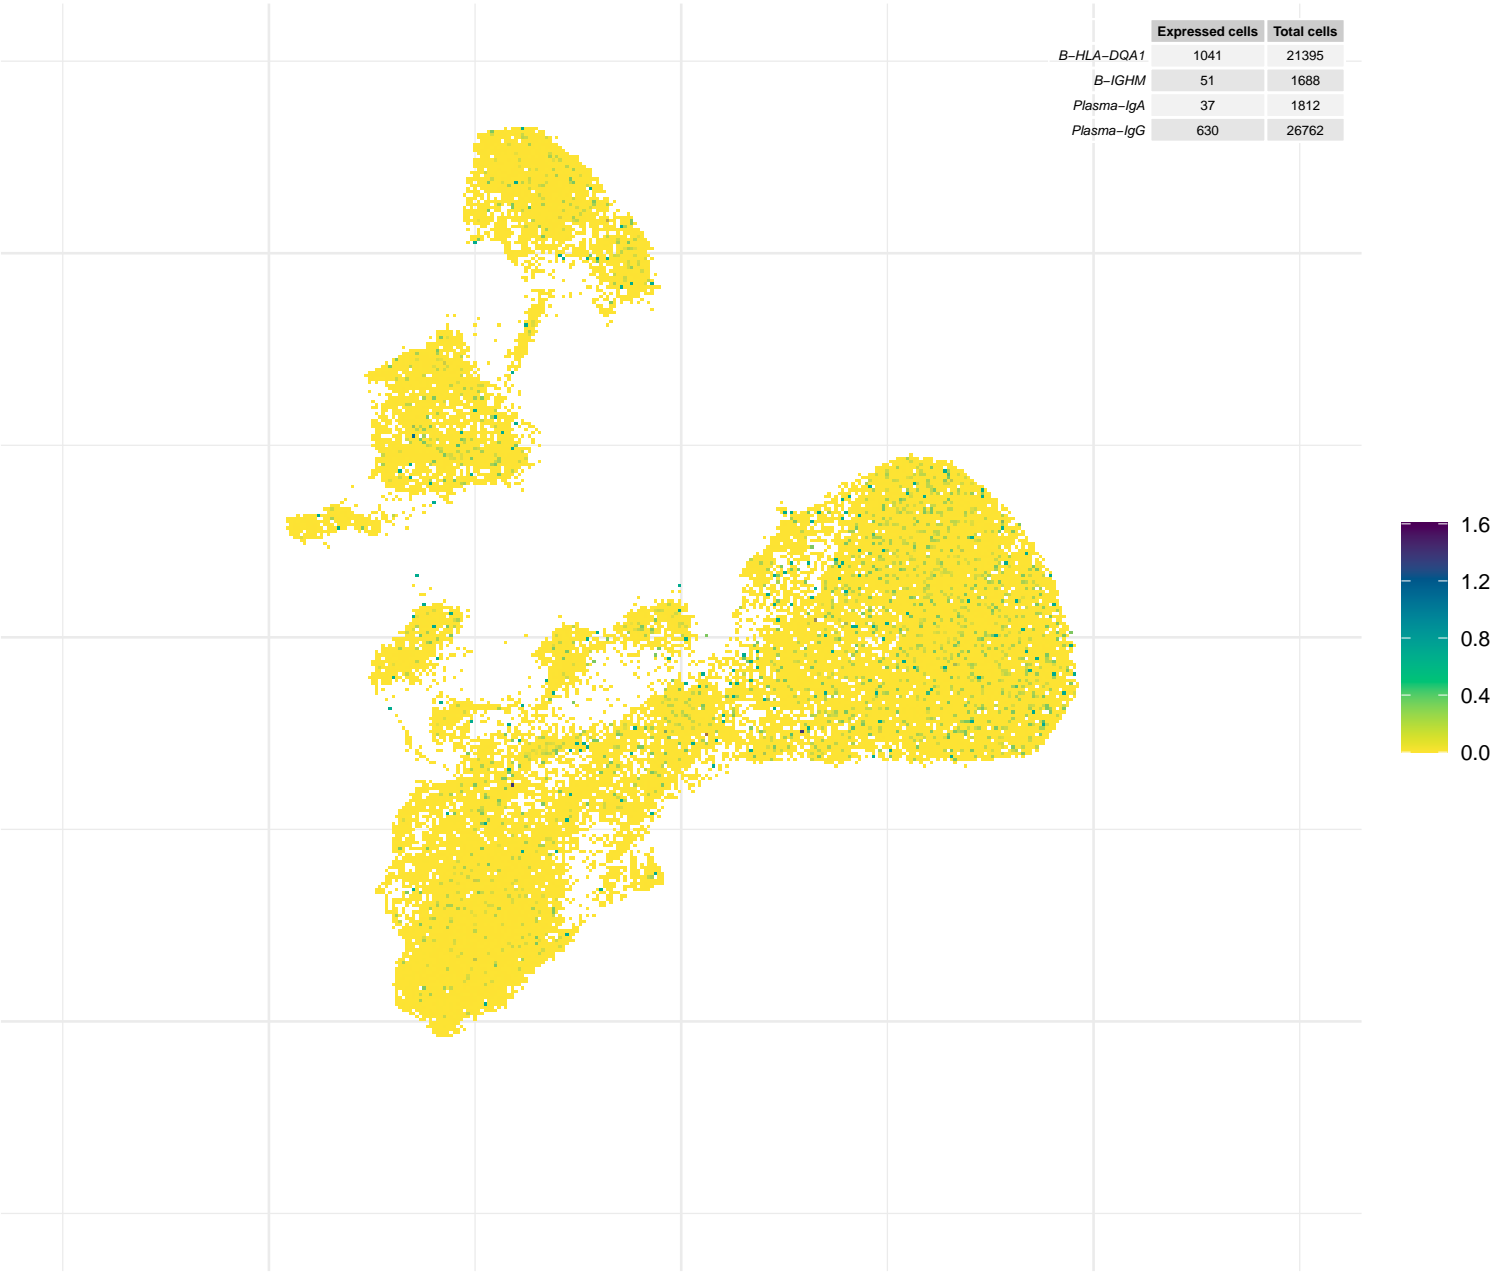 Expressed cells Total cells
B−HLA−DQA1 1041 21395
B−IGHM 51 1688
Plasma−IgA 37 1812
Plasma−IgG 630 26762
1.6
1.2
0.8
0.4
0.0